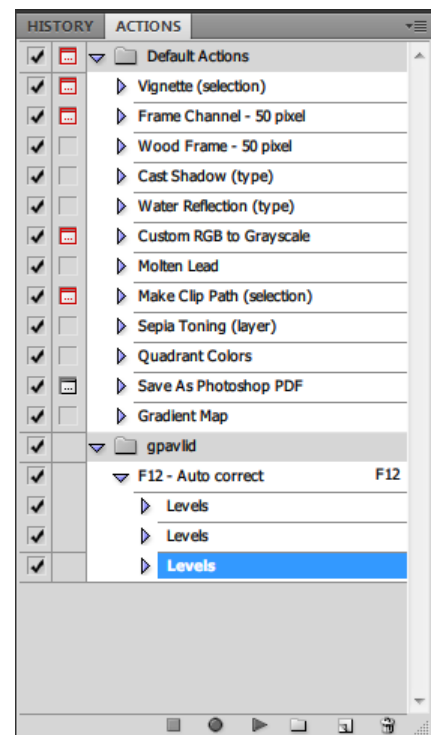 HISTORY ACTIONS
Default Actions
Vignette (selection)
Frame Channel - 50 pixel
Wood Frame - 50 pixel
Cast Shadow (type)
Water Reflection (type)
Custom RGB to Grayscale
Molten Lead
Make Clip Path (selection)
Sepia Toning (layer)
Quadrant Colors
Save As Photoshop PDF
Gradient Map
gpavlid
F12 - Auto correct F12
Levels
Levels
Levels